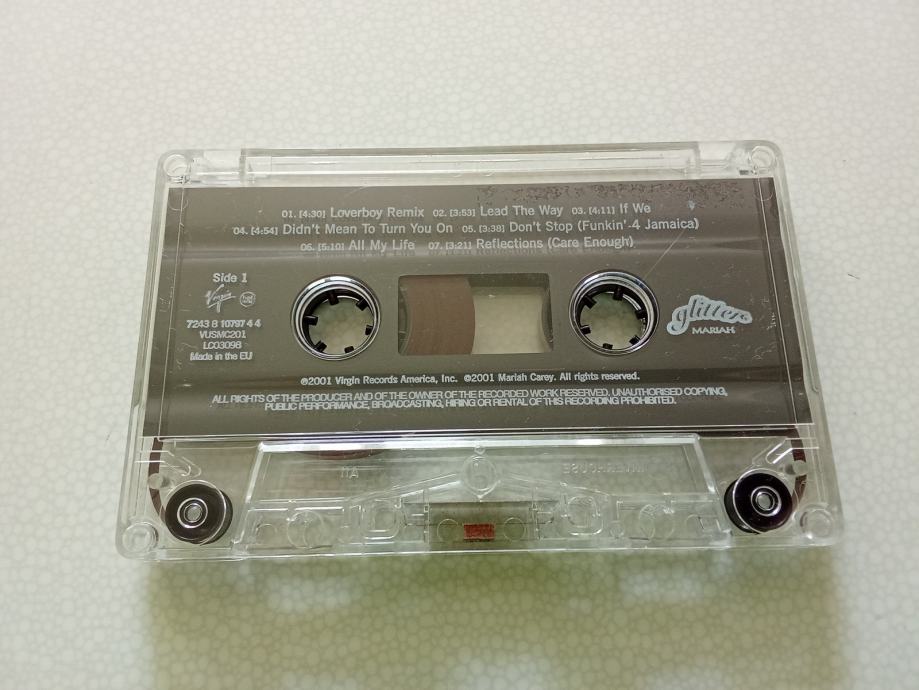 01. [4:30] Loverboy Remix 02. [3:53] Lead The Way 03. [4:11] If We
04. [4:54] Didn't Mean To Turn You On 05. [3:38] Don't Stop (Funkin'-4 Jamaica)
06. [5:10] All My Life 07. [3:21] Reflections (Care Enough)
Side 1
Virgin
7243 8 10797 4 4
VUSMC201
LC03098
Made in the EU
glitter
MARIAH
℗2001 Virgin Records America, Inc. ©2001 Mariah Carey. All rights reserved.
ALL RIGHTS OF THE PRODUCER AND OF THE OWNER OF THE RECORDED WORK RESERVED. UNAUTHORISED COPYING,
PUBLIC PERFORMANCE, BROADCASTING, HIRING OR RENTAL OF THIS RECORDING PROHIBITED.